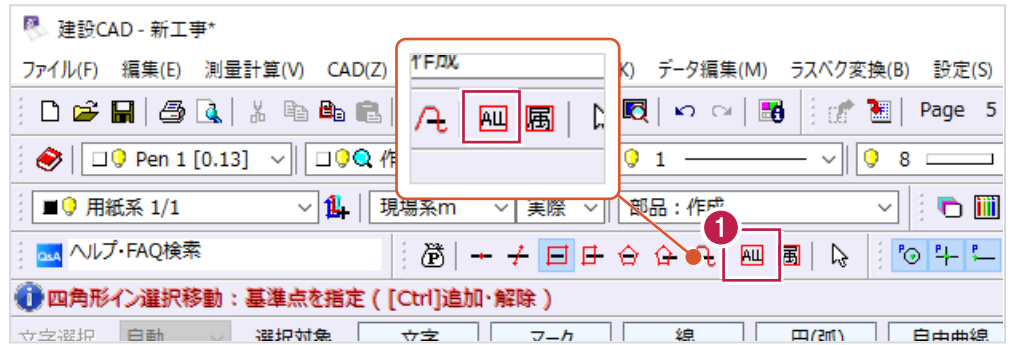 建設CAD - 新工事*
ファイル(F) 編集(E) 測量計算(V) CAD(Z) K) データ編集(M) ラスベク変換(B) 設定(S)
ALL 属
Page 5
Pen 1 [0.13] 作 1 8
用紙系 1/1 現場系m 実際 部品：作成
1
Q&A ヘルプ・FAQ検索 P ALL 属 P P P
四角形イン選択移動：基準点を指定 ( [Ctrl]追加・解除 )
文字選択 自動 選択対象 文字 マーク 線 円(弧) 自由曲線